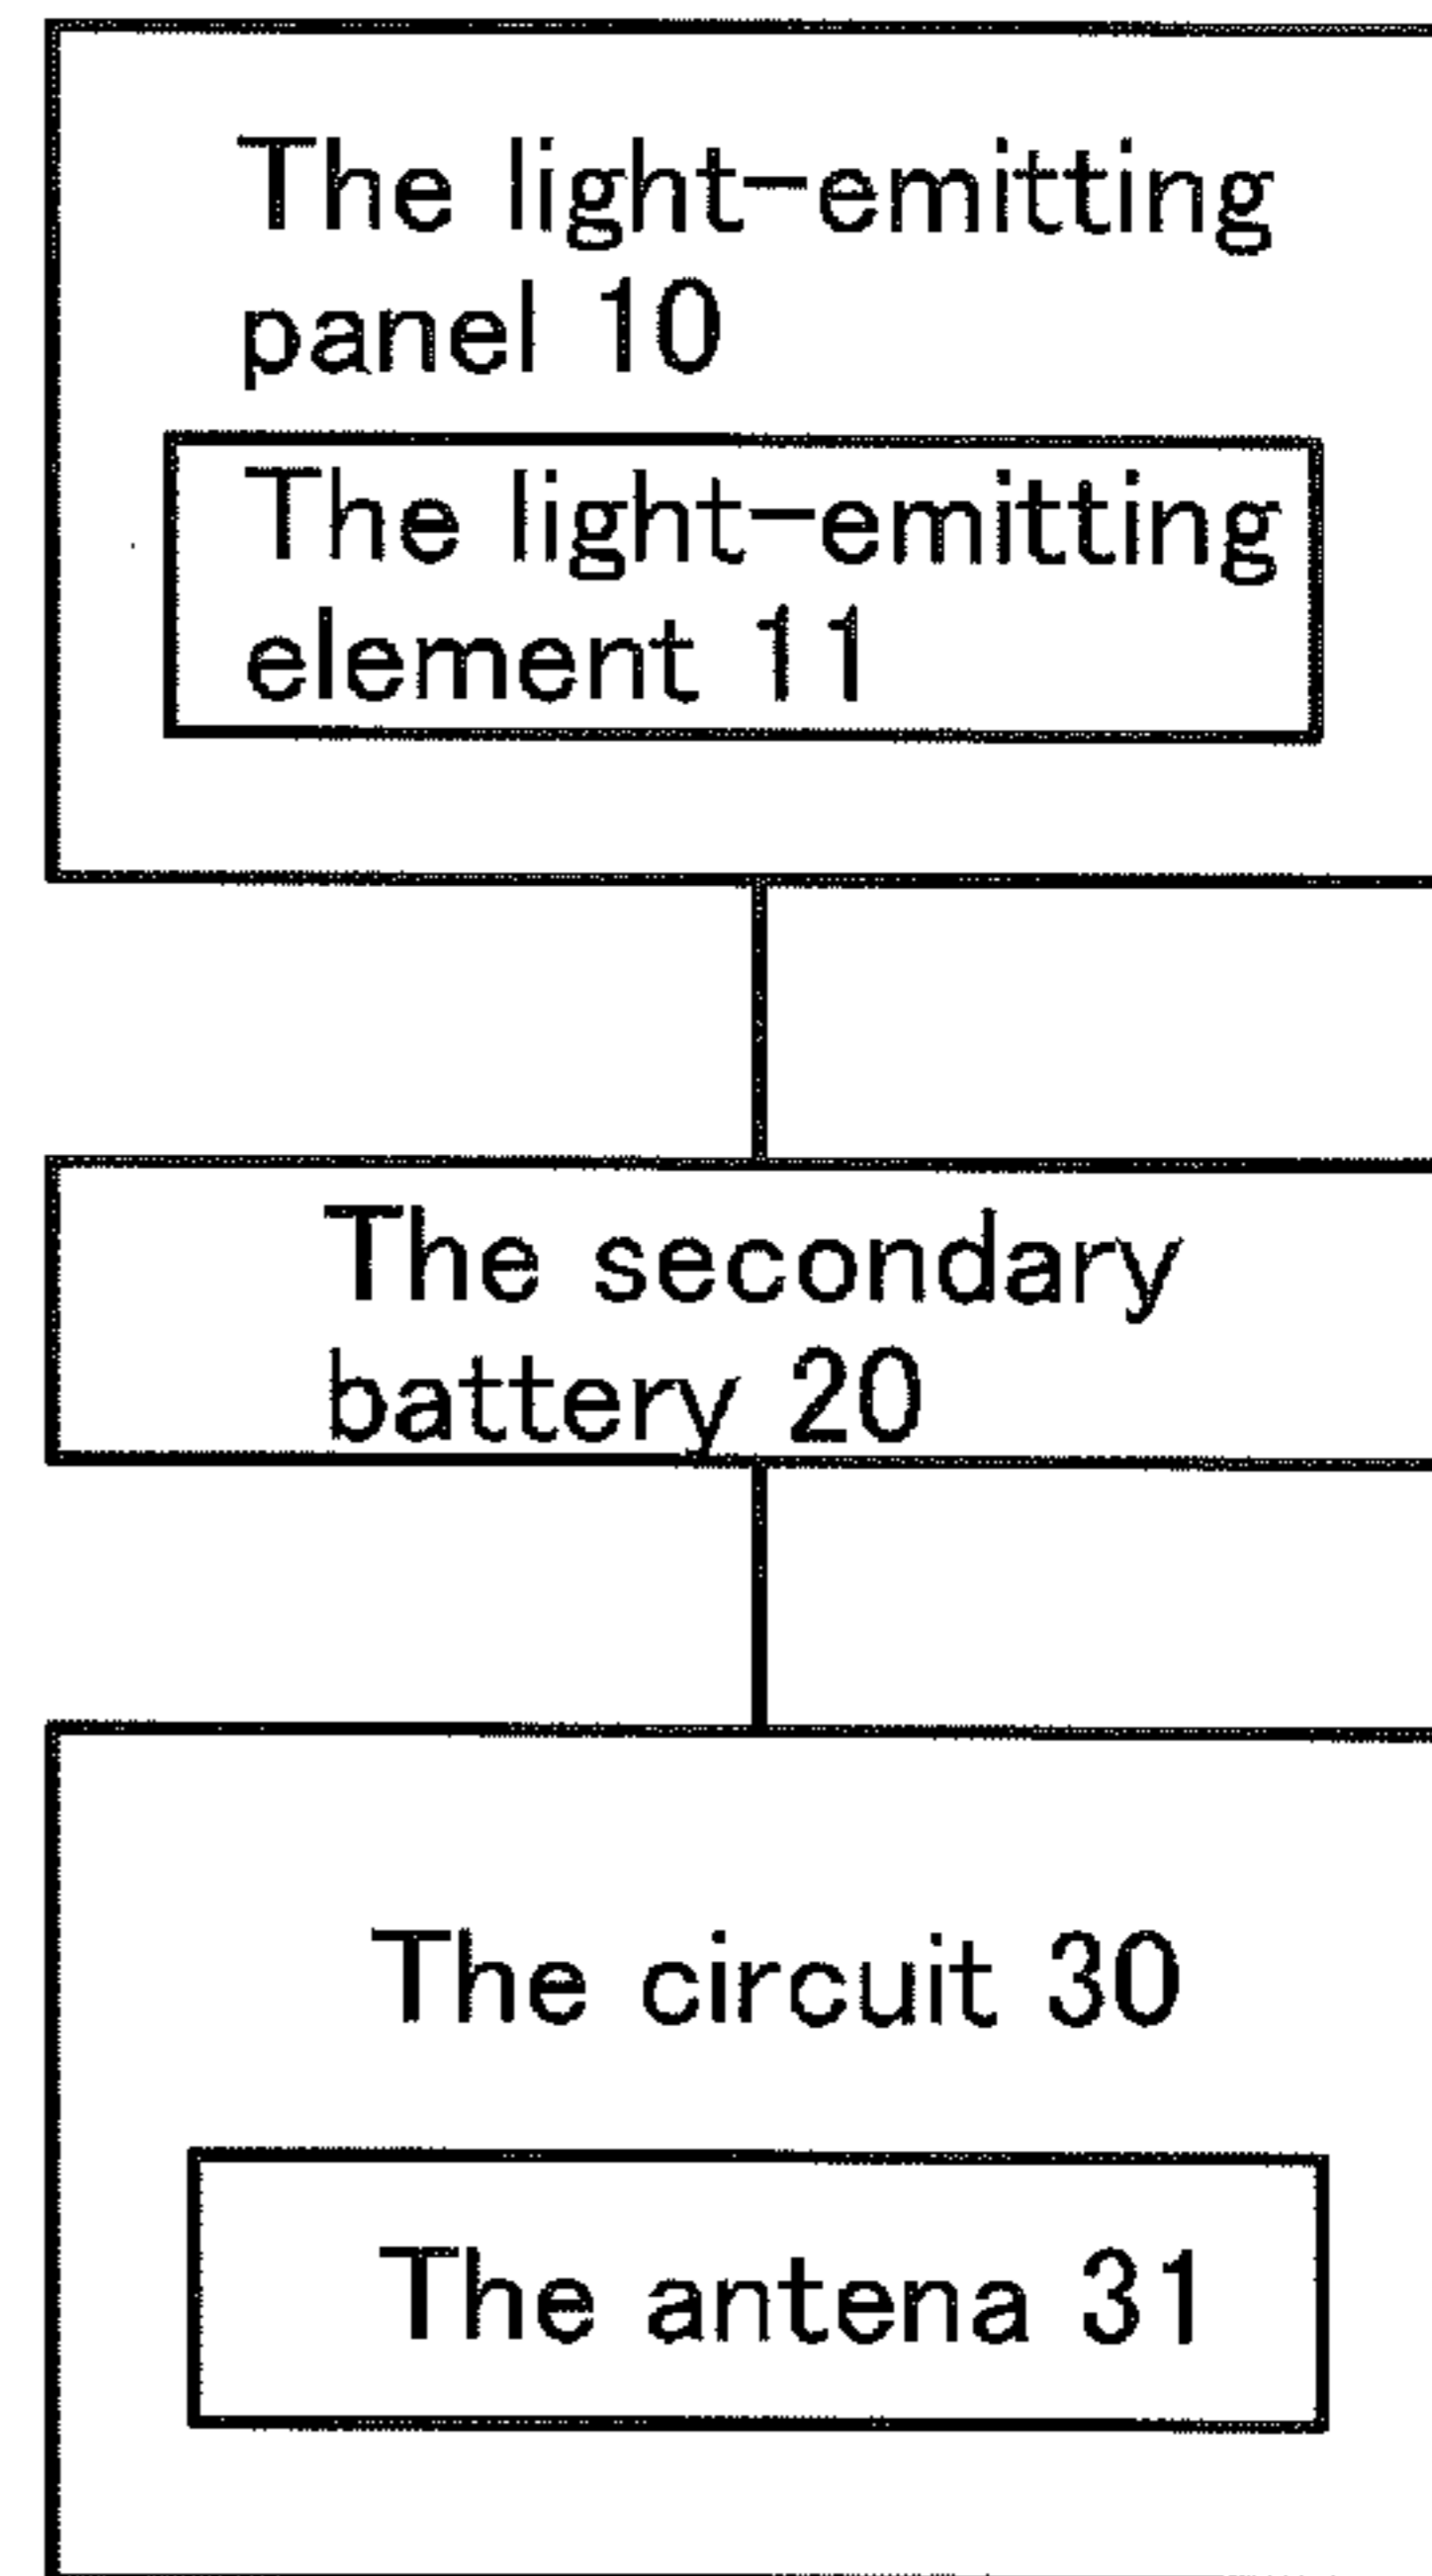 The light-emitting
panel 10
The light-emitting
element 11
The secondary
battery 20
The circuit 30
The antena 31